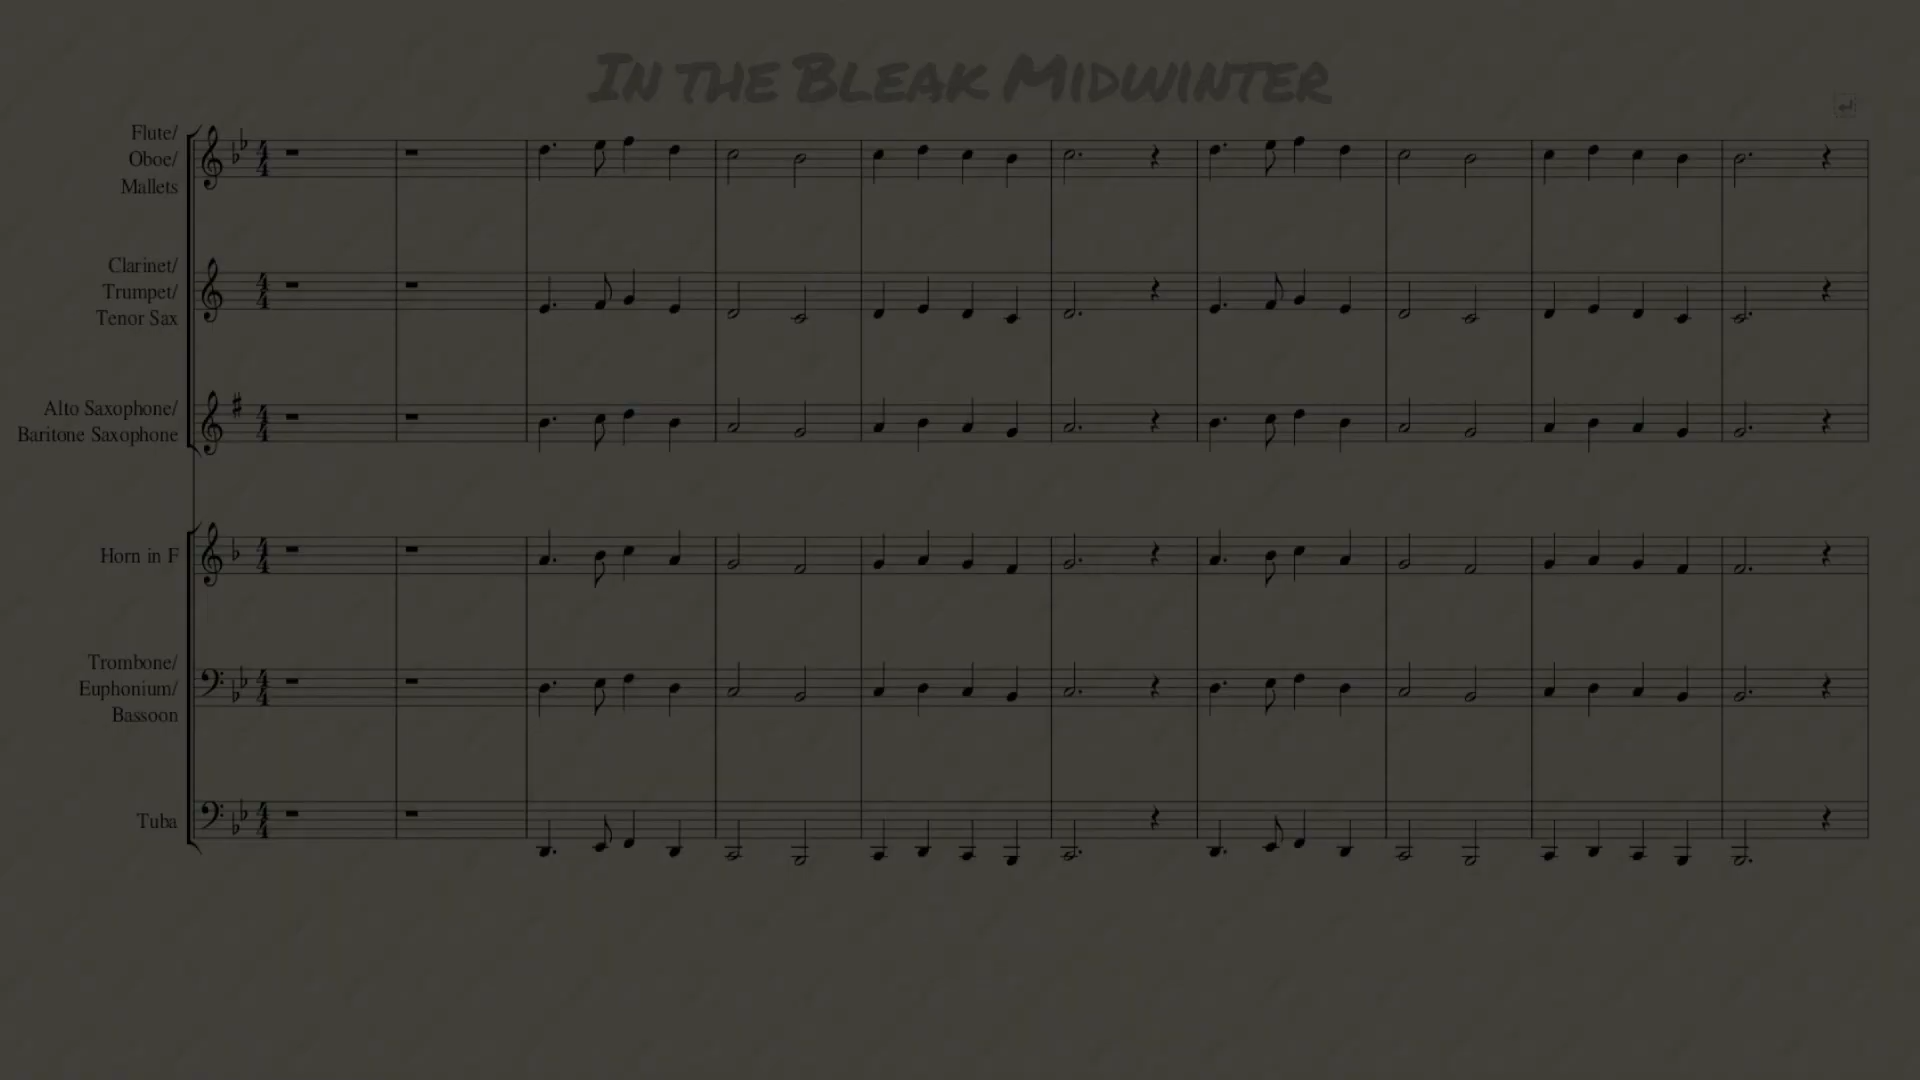 In the Bleak Midwinter
Flute/
Oboe/
Mallets
Clarinet/
Trumpet/
Tenor Sax
Alto Saxophone/
Baritone Saxophone
Horn in F
Trombone/
Euphonium/
Bassoon
Tuba